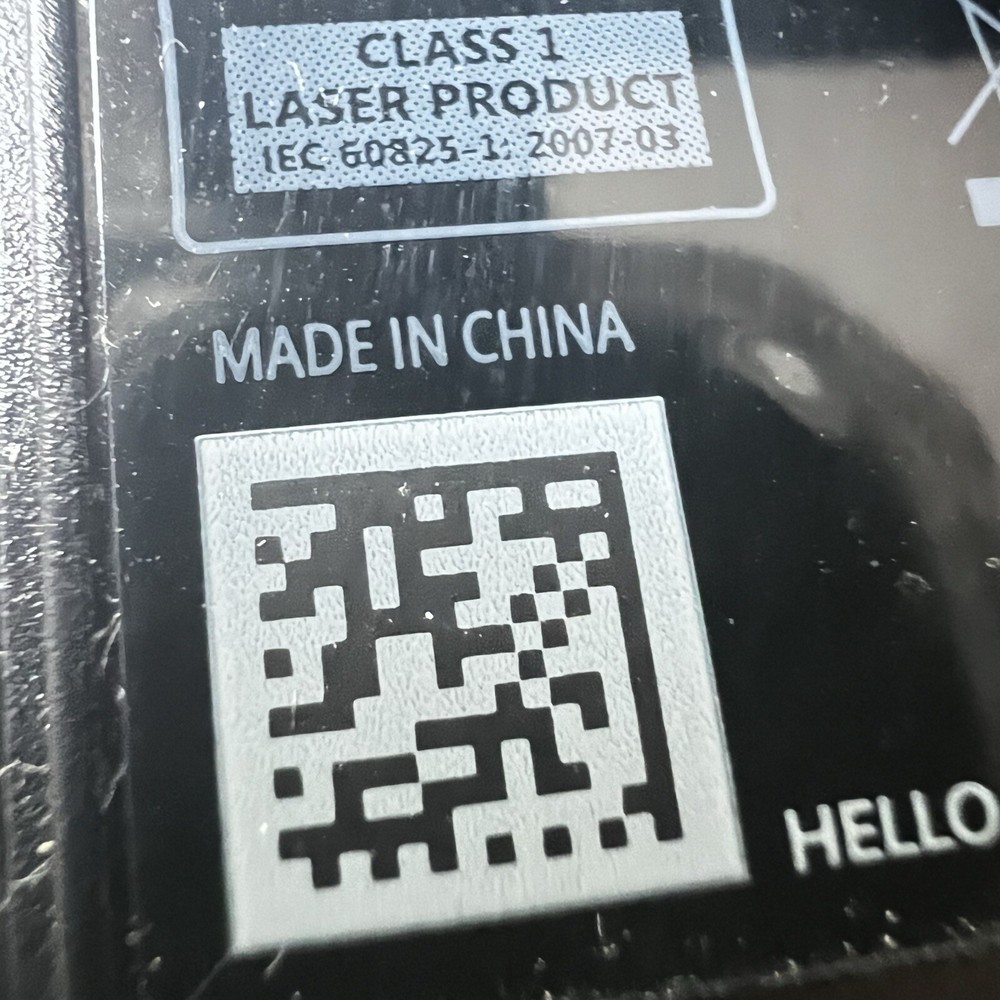 CLASS 1
LASER PRODUCT
IEC 60825-1: 2007-03
MADE IN CHINA
HELLO